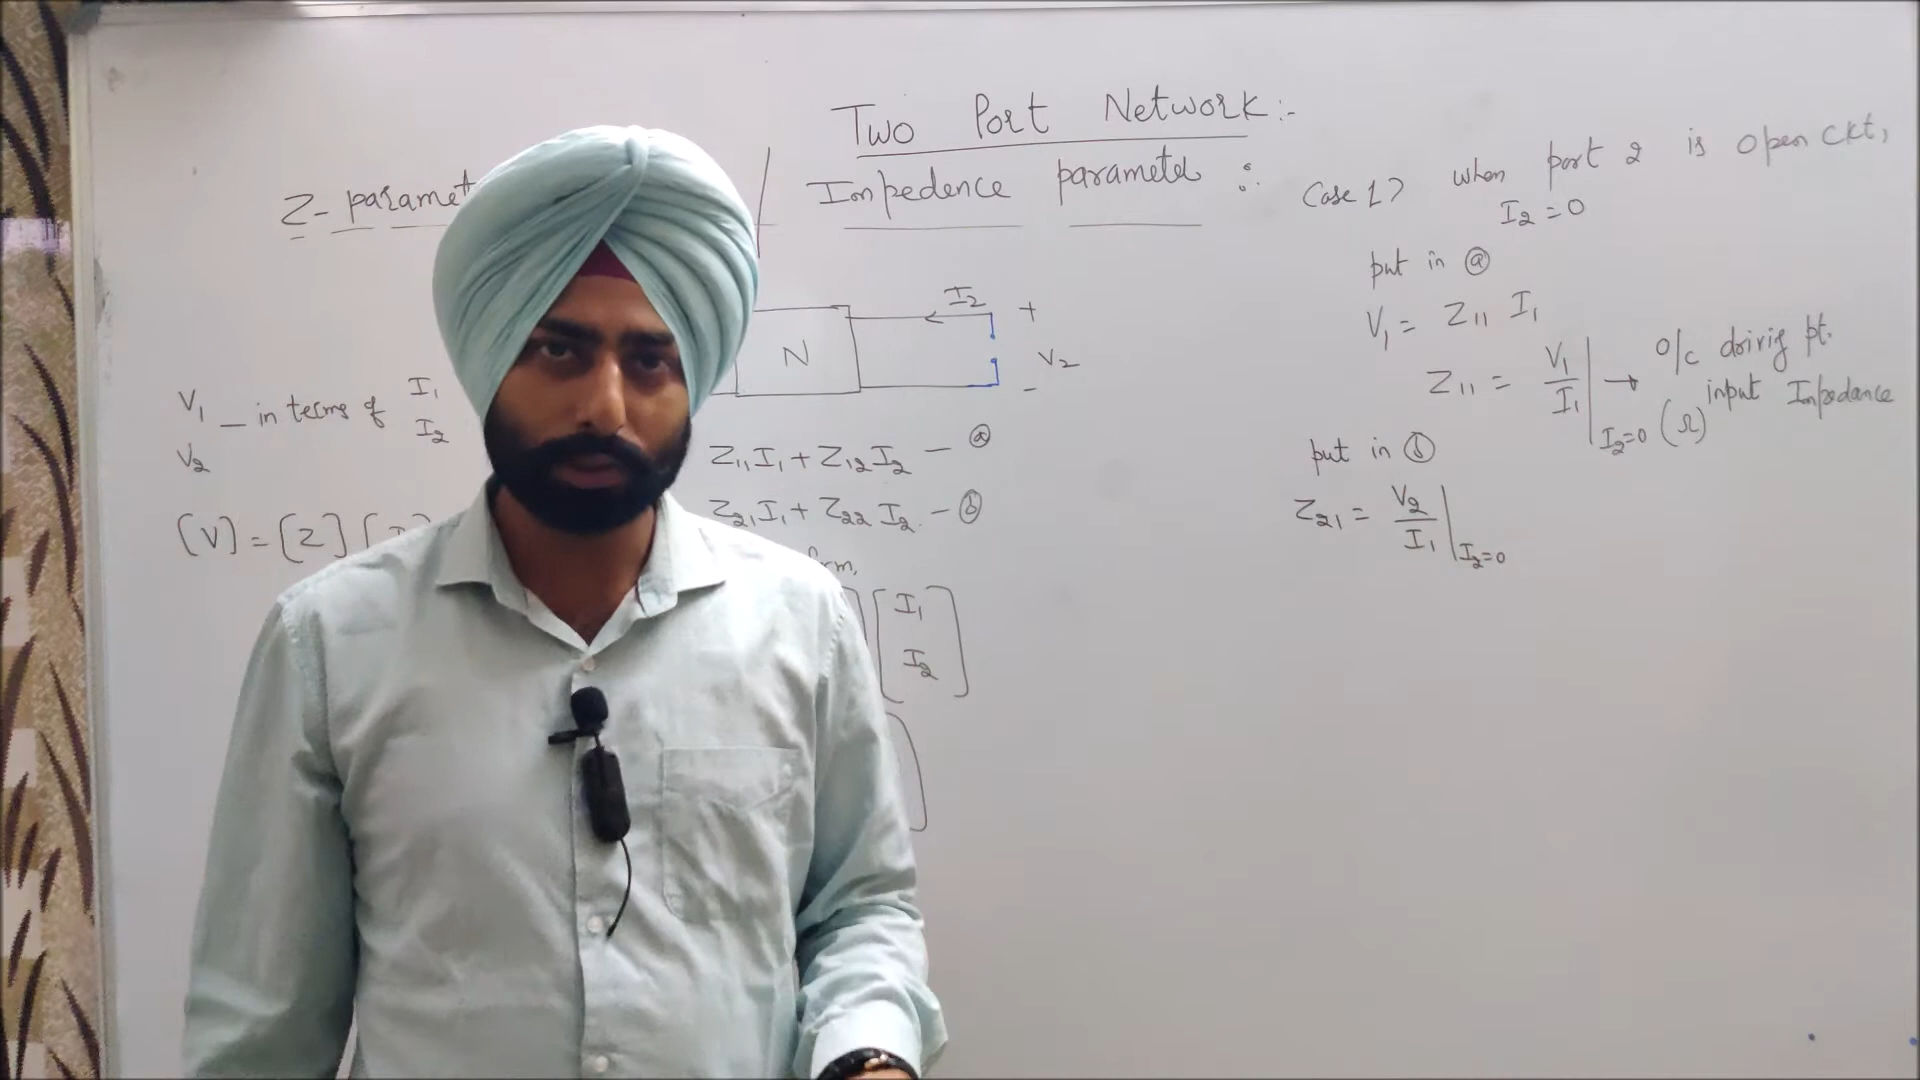 Two Port Network:-
Z- paramet / Impedence parameter :
I2 +
N
V2
-
V1 _ in terms of I1
V2 I2
[V] = [Z] [I]
Z11 I1 + Z12 I2 - (a)
Z21 I1 + Z22 I2 - (b)
rm,
[I1
I2]
Case 1> when port 2 is open ckt,
I2 = 0
put in (a)
V1 = Z11 I1
Z11 = V1/I1 | I2=0 → o/c drivig pt. input Impedance (Ω)
put in (b)
Z21 = V2/I1 | I2=0